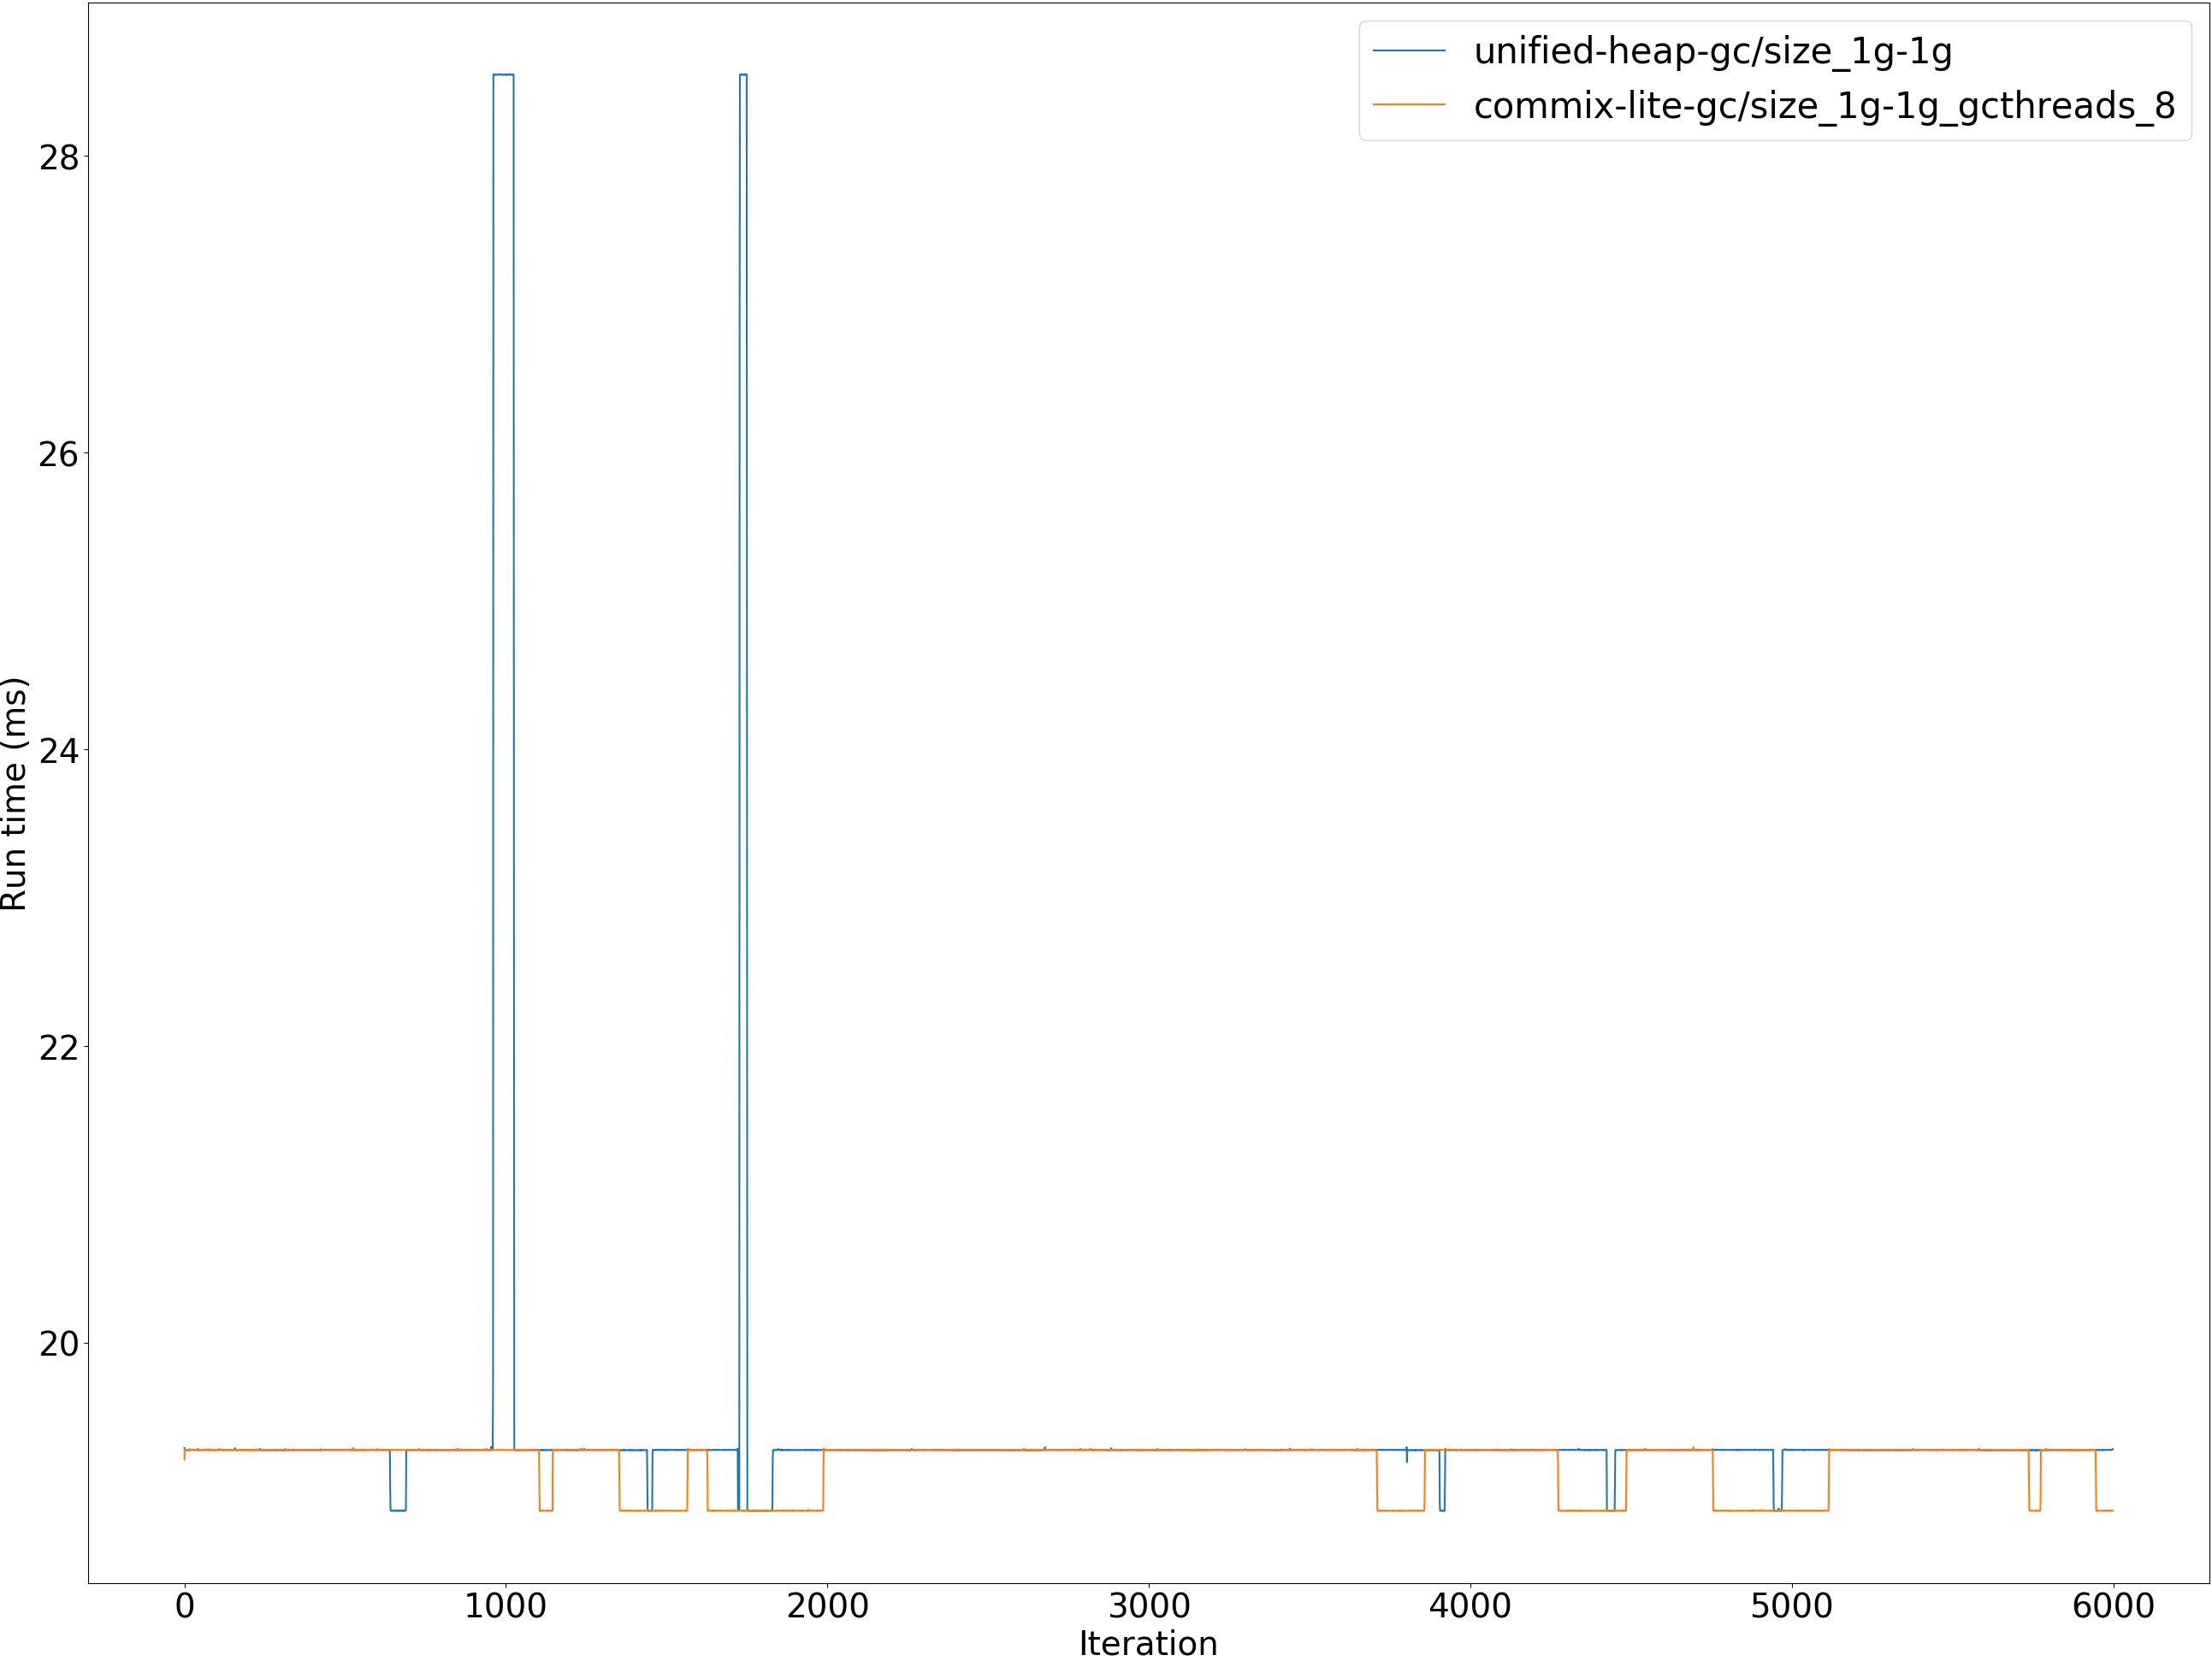 unified-heap-gc/size_1g-1g
commix-lite-gc/size_1g-1g_gcthreads_8
Run time (ms)
28
26
24
22
20
0 1000 2000 3000 4000 5000 6000
Iteration